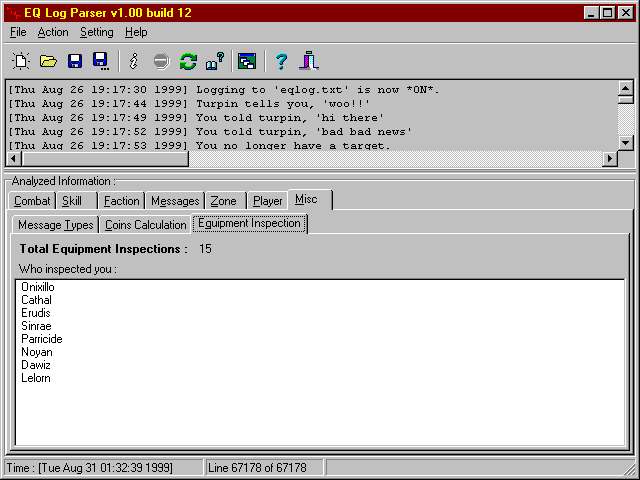 EQ Log Parser v1.00 build 12
File Action Setting Help
[Thu Aug 26 19:17:30 1999] Logging to 'eqlog.txt' is now *ON*.
[Thu Aug 26 19:17:44 1999] Turpin tells you, 'woo!!'
[Thu Aug 26 19:17:49 1999] You told turpin, 'hi there'
[Thu Aug 26 19:17:52 1999] You told turpin, 'bad bad news'
[Thu Aug 26 19:17:53 1999] You no longer have a target.
Analyzed Information :
Combat Skill Faction Messages Zone Player Misc
Message Types Coins Calculation Equipment Inspection
Total Equipment Inspections : 15
Who inspected you :
Onixillo
Cathal
Erudis
Sinrae
Parricide
Noyan
Dawiz
Lelorn
Time : [Tue Aug 31 01:32:39 1999] Line 67178 of 67178